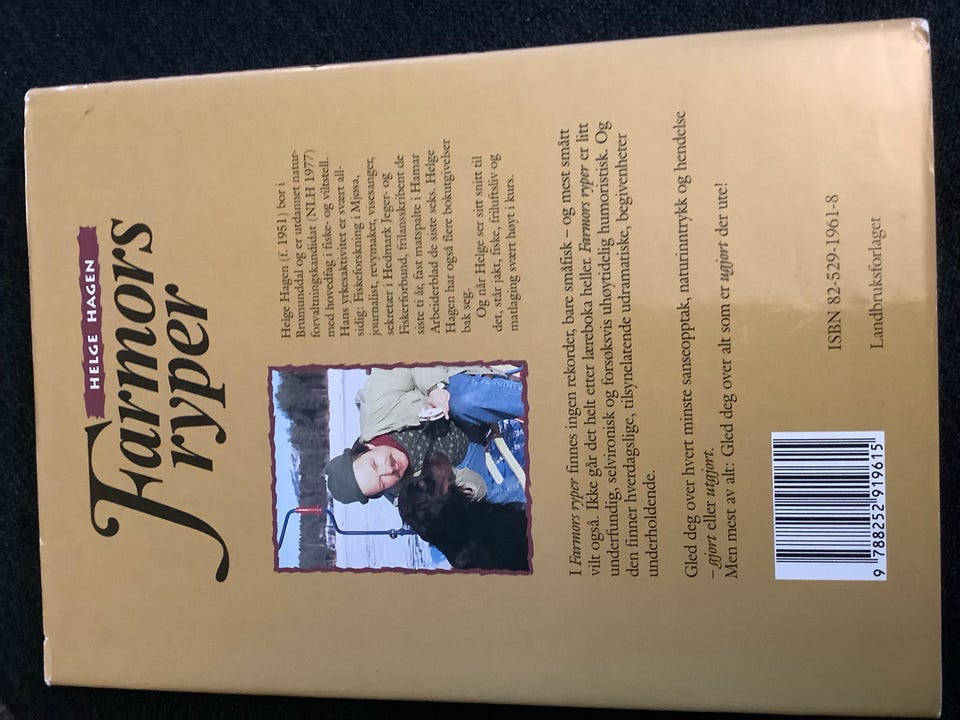 HELGE HAGEN
Farmors
ryper
Helge Hagen (f. 1951) bor i
Brumunddal og er utdannet natur-
forvaltningskandidat (NLH 1977)
med hovedfag i fiske- og viltstell.
Hans yrkesaktivitet er svært all-
sidig: Fiskeforskning i Mjøsa,
journalist, revymaker, visesanger,
sekretær i Hedmark Jeger- og
Fiskerforbund, frilansskribent de
siste ti år, fast matspalte i Hamar
Arbeiderblad de siste seks. Helge
Hagen har også flere bokutgivelser
bak seg.
Og når Helge ser sitt snitt til
det, står jakt, fiske, friluftsliv og
matlaging svært høyt i kurs.
I Farmors ryper finnes ingen rekorder, bare småfisk – og mest smått
vilt også. Ikke går det helt etter læreboka heller. Farmors ryper er litt
underfundig, selvironisk og forsøksvis uhøytidelig humoristisk. Og
den finner hverdagslige, tilsynelatende udramatiske, begivenheter
underholdende.
Gled deg over hvert minste sanseopptak, naturinntrykk og hendelse
– gjort eller utgjort.
Men mest av alt: Gled deg over alt som er ugjort der ute!
ISBN 82-529-1961-8
Landbruksforlaget
9 788252 919615